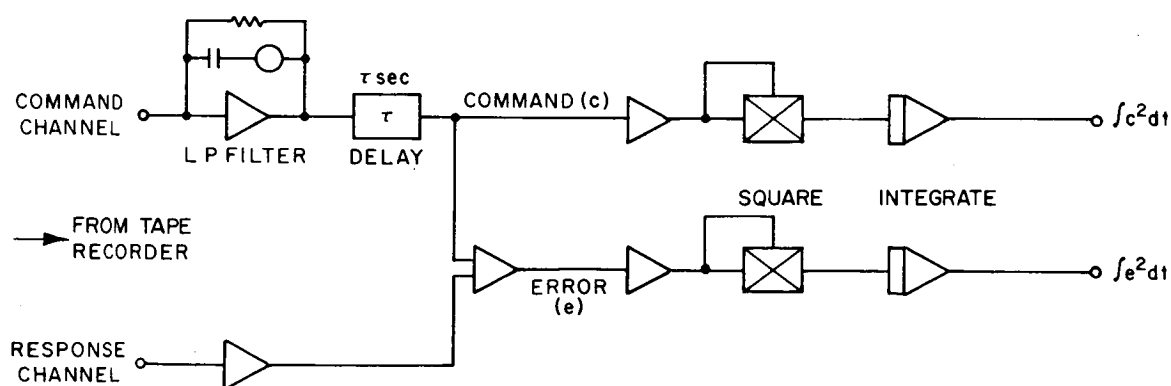 τ sec
COMMAND
CHANNEL
τ
COMMAND (c)
∫c²dt
L P FILTER
DELAY
FROM TAPE
RECORDER
SQUARE
INTEGRATE
ERROR
(e)
∫e²dt
RESPONSE
CHANNEL